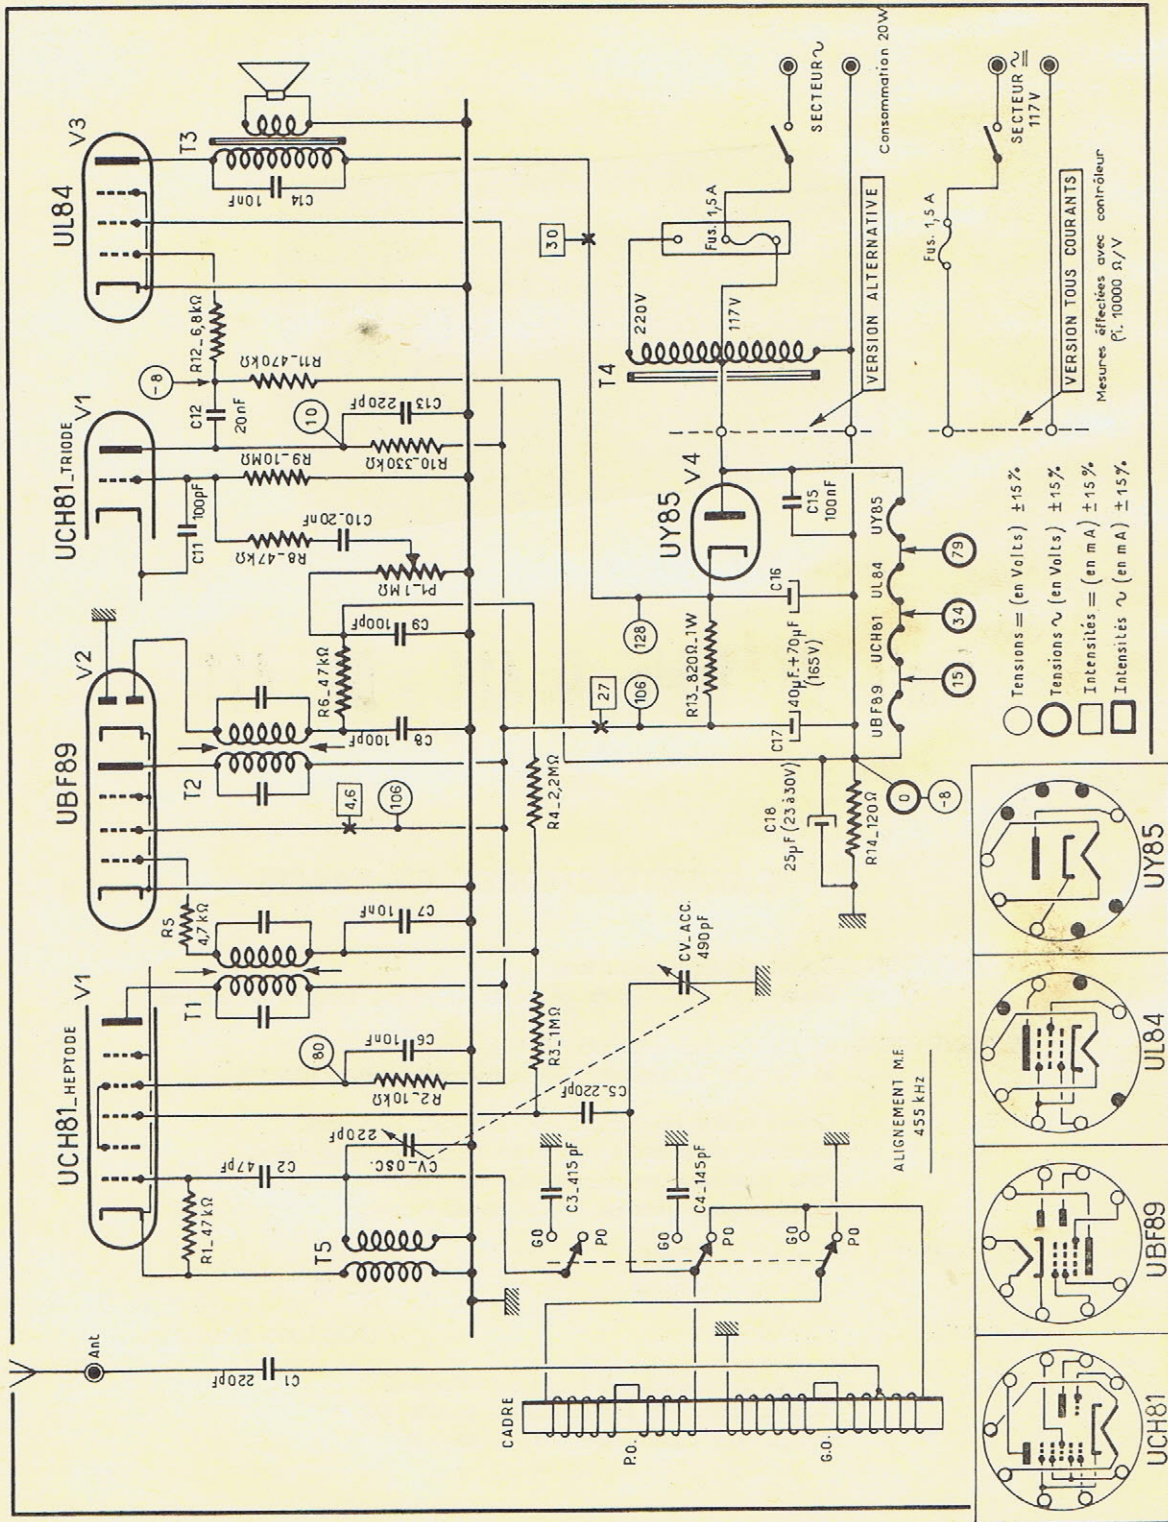 UL84
V3
UCH81_TRIODE
V1
UBF89
V2
UCH81_HEPTODE
V1
Ant
C1
220pF
R1_47kΩ
C2_47pF
T5
220pF
CV_OSC.
80
R2_10kΩ
C6_10nF
T1
R5
4,7kΩ
C7_10nF
4,6
106
T2
R6_47kΩ
C8
100pF
C9
100pF
P1_1MΩ
R8_47kΩ
C10_20nF
C11
100pF
R9_10MΩ
10
R10_330kΩ
C13
220pF
C12
20nF
-8
R11_470kΩ
R12_6,8kΩ
T3
C14
10nF
R3_1MΩ
R4_2,2MΩ
C5_220pF
CV_ACC.
490pF
C3_415pF
GO
PO
C4_145pF
GO
PO
GO
PO
CADRE
P.O.
G.O.
ALIGNEMENT M.F.
455 kHz
30
27
106
128
R13_820Ω_1W
C17
40µF+70µF
(165V)
C16
C18
25µF (23à30V)
R14_120Ω
0
-8
UY85
V4
C15
100nF
UBF89
UCH81
UL84
UY85
15
34
79
T4
220V
117V
Fus. 1,5A
SECTEUR ~
Consommation 20W
VERSION ALTERNATIVE
Fus. 1,5A
SECTEUR ≂
117V
VERSION TOUS COURANTS
Mesures éffectées avec contrôleur
Ri. 10000 Ω/V
Tensions = (en Volts) ±15%
Tensions ~ (en Volts) ±15%
Intensités = (en mA) ±15%
Intensités ~ (en mA) ±15%
UCH81
UBF89
UL84
UY85